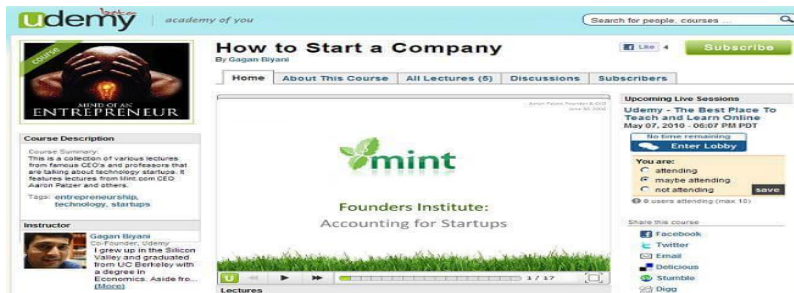 udemy beta academy of you
Search for people, courses ...
course
MIND OF AN
ENTREPRENEUR
How to Start a Company
By Gagan Biyani
Like 4
Subscribe
Home About This Course All Lectures (5) Discussions Subscribers
Course Description
Course Summary:
This is a collection of various lectures
from famous CEO's and professors that
are talking about technology startups. It
features lectures from Mint.com CEO
Aaron Patzer and others.
Tags: entrepreneurship,
technology, startups
Instructor
Gagan Biyani
Co-Founder, Udemy
I grew up in the Silicon
Valley and graduated
from UC Berkeley with
a degree in
Economics. Aside fro...
(More)
Aaron Patzer Founder & CEO
mint
Founders Institute:
Accounting for Startups
1 / 17
Lectures
Upcoming Live Sessions
Udemy - The Best Place To
Teach and Learn Online
May 07, 2010 - 06:07 PM PDT
No time remaining
Enter Lobby
You are:
attending
maybe attending
not attending save
0 users attending (max 10)
Share this course
Facebook
Twitter
Email
Delicious
Stumble
Digg